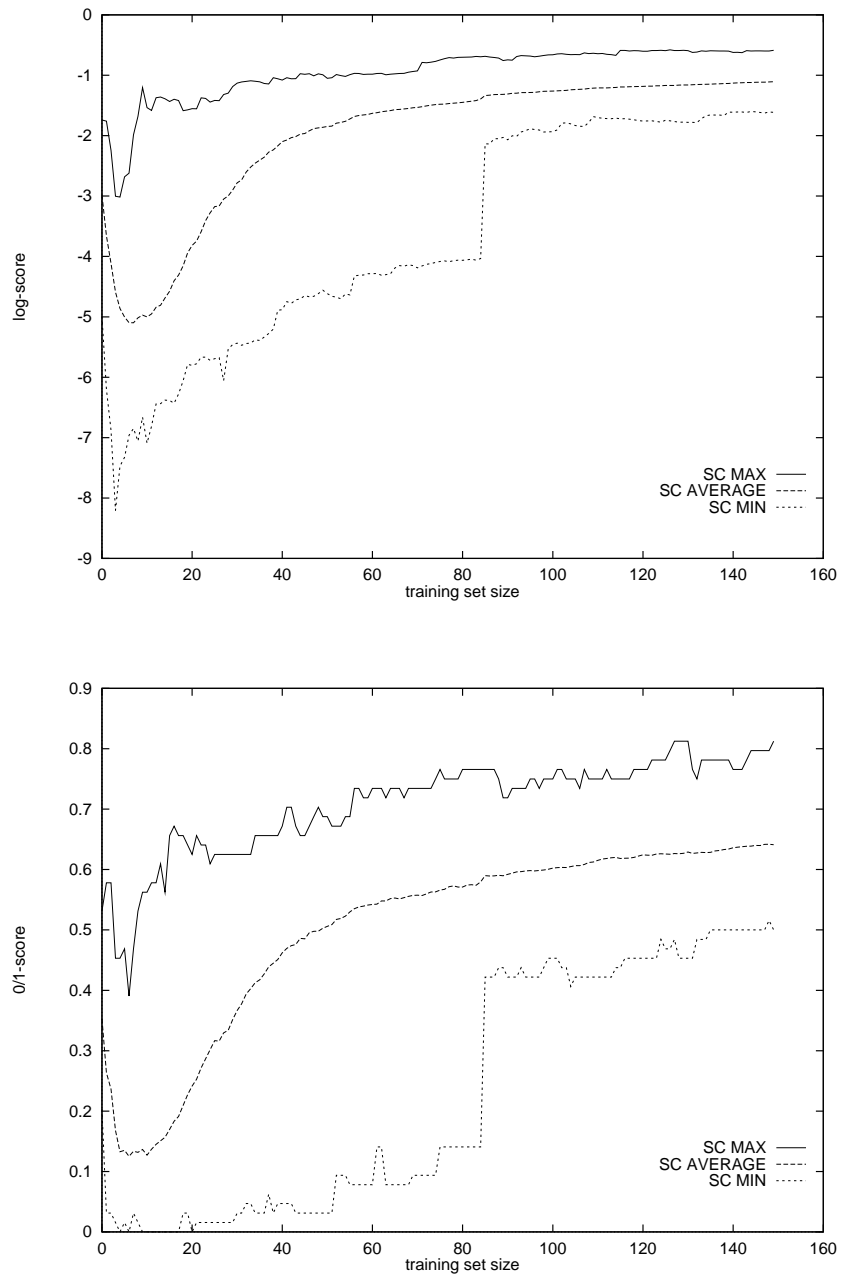 0
-1
-2
-3
-4
-5
-6
-7
-8
-9
log-score
SC MAX
SC AVERAGE
SC MIN
0 20 40 60 80 100 120 140 160
training set size
0.9
0.8
0.7
0.6
0.5
0.4
0.3
0.2
0.1
0
0/1-score
SC MAX
SC AVERAGE
SC MIN
0 20 40 60 80 100 120 140 160
training set size